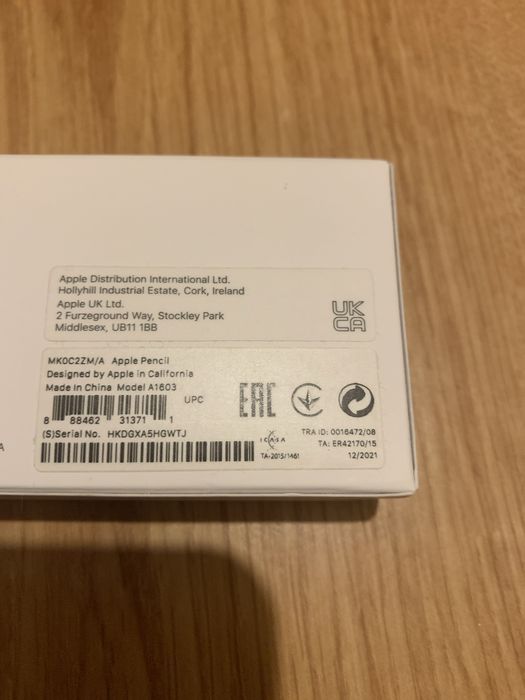 Apple Distribution International Ltd.
Hollyhill Industrial Estate, Cork, Ireland
Apple UK Ltd.
2 Furzeground Way, Stockley Park
Middlesex, UB11 1BB
UK
CA
MK0C2ZM/A Apple Pencil
Designed by Apple in California
Made in China Model A1603
UPC
8 88462 31371 1
EAC
(S)Serial No. HKDGXA5HGWTJ
ICASA
TA-2015/1461
TRA ID: 0016472/08
TA: ER42170/15
12/2021
A